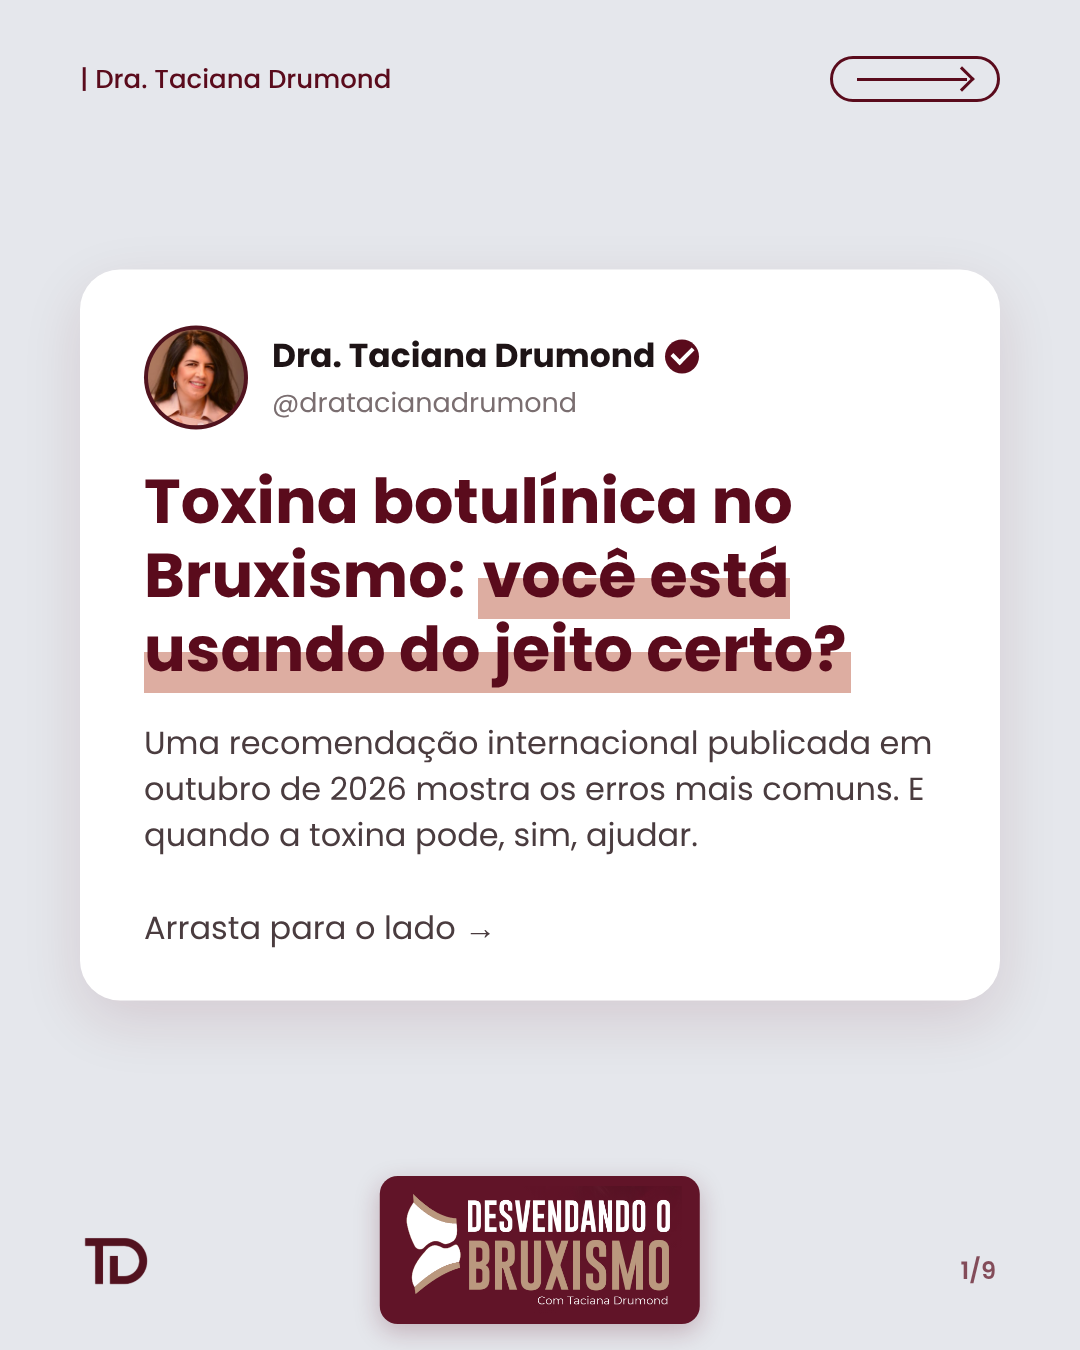 | Dra. Taciana Drumond
Dra. Taciana Drumond
@dratacianadrumond
Toxina botulínica no
Bruxismo: você está
usando do jeito certo?
Uma recomendação internacional publicada em
outubro de 2026 mostra os erros mais comuns. E
quando a toxina pode, sim, ajudar.
Arrasta para o lado →
TD
DESVENDANDO O
BRUXISMO
Com Taciana Drumond
1/9